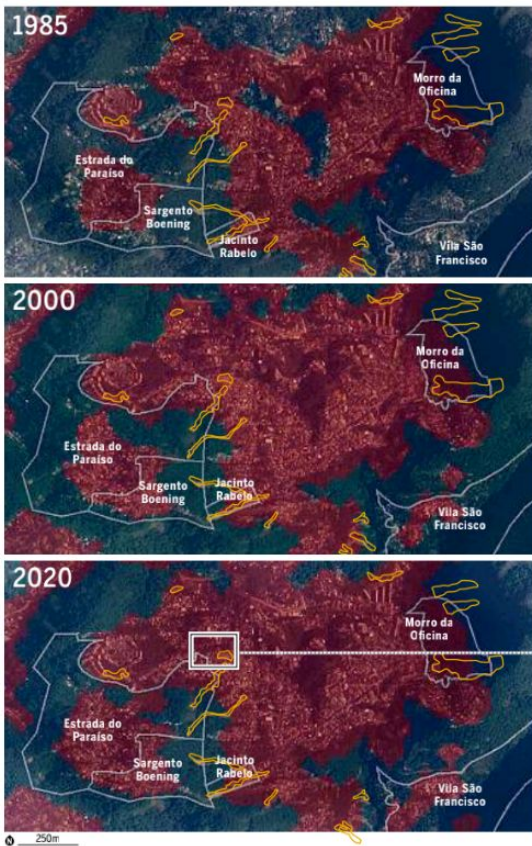 1985
Morro da
Oficina
Estrada do
Paraíso
Sargento
Boening
Jacinto
Rabelo
Vila São
Francisco
2000
Morro da
Oficina
Estrada do
Paraíso
Sargento
Boening
Jacinto
Rabelo
Vila São
Francisco
2020
Morro da
Oficina
Estrada do
Paraíso
Sargento
Boening
Jacinto
Rabelo
Vila São
Francisco
N 250m